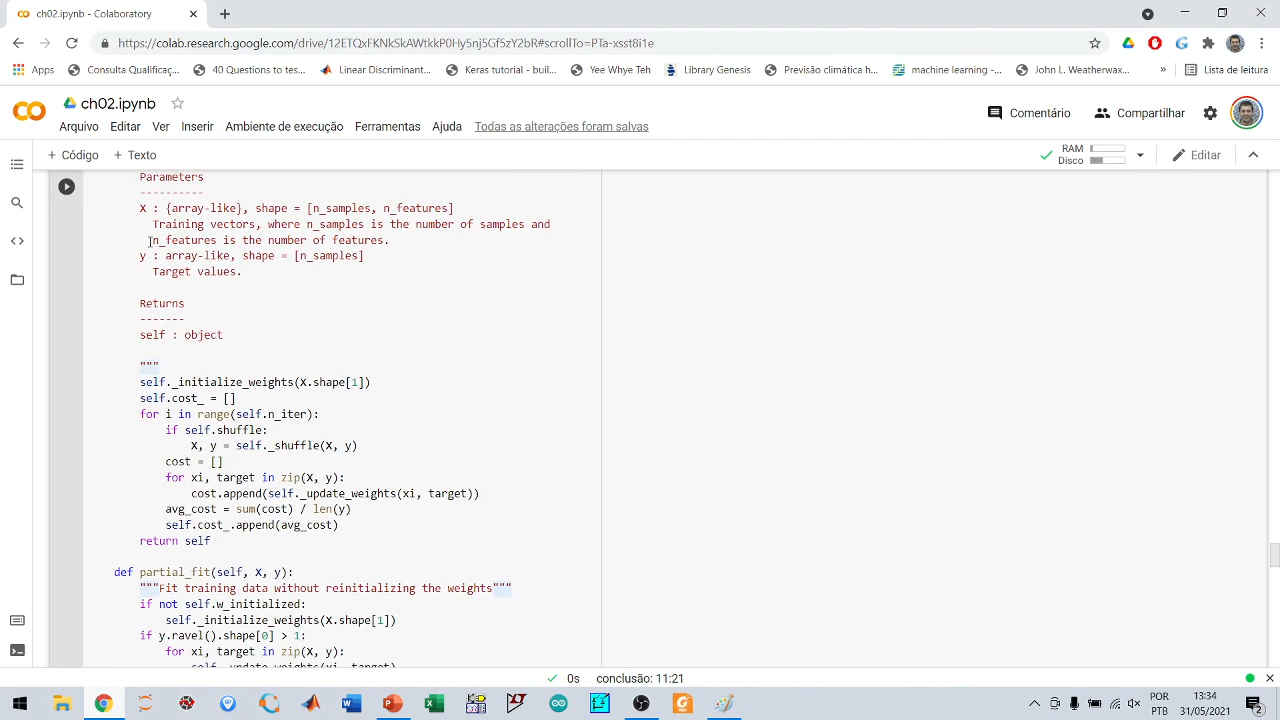 ch02.ipynb - Colaboratory
https://colab.research.google.com/drive/12ETQxFKNkSkAWtkkP0Hy5nj5Gf5zY2bR#scrollTo=PTa-xsst8i1e
Apps Consulta Qualificaç... 40 Questions to tes... Linear Discriminant... Keras tutorial - buil... Yee Whye Teh Library Genesis Previsão climática h... machine learning -... John L. Weatherwax... » Lista de leitura
ch02.ipynb
Comentário Compartilhar
Arquivo Editar Ver Inserir Ambiente de execução Ferramentas Ajuda Todas as alterações foram salvas
+ Código + Texto RAM Disco Editar
Parameters
----------
X : {array-like}, shape = [n_samples, n_features]
Training vectors, where n_samples is the number of samples and
n_features is the number of features.
y : array-like, shape = [n_samples]
Target values.
Returns
-------
self : object
"""
self._initialize_weights(X.shape[1])
self.cost_ = []
for i in range(self.n_iter):
if self.shuffle:
X, y = self._shuffle(X, y)
cost = []
for xi, target in zip(X, y):
cost.append(self._update_weights(xi, target))
avg_cost = sum(cost) / len(y)
self.cost_.append(avg_cost)
return self
def partial_fit(self, X, y):
"""Fit training data without reinitializing the weights"""
if not self.w_initialized:
self._initialize_weights(X.shape[1])
if y.ravel().shape[0] > 1:
for xi, target in zip(X, y):
self._update_weights(xi, target)
0s conclusão: 11:21
POR 13:34
PTB 31/05/2021
2